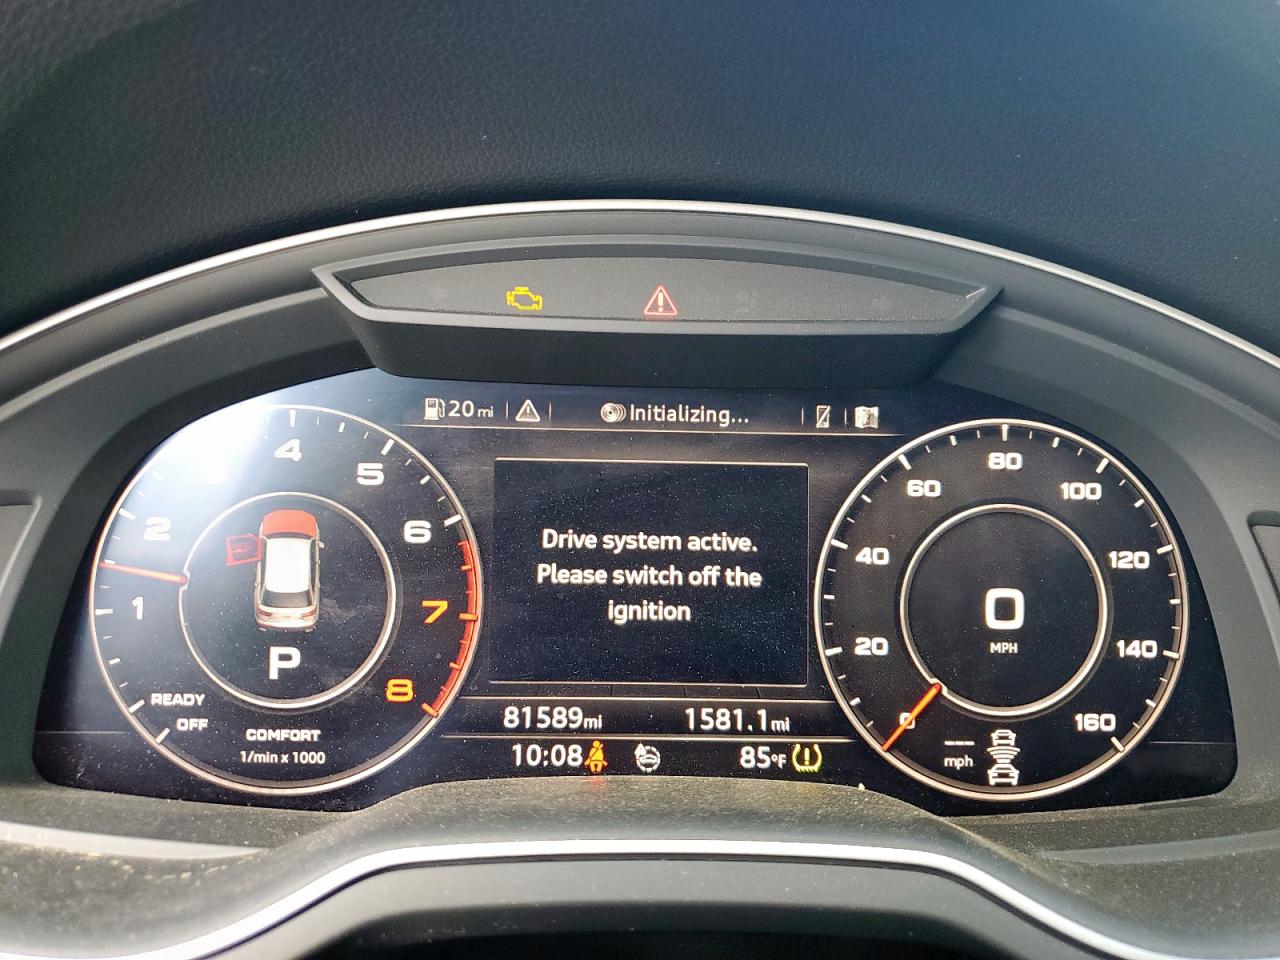 20 mi
Initializing...
4
5
6
7
8
2
1
P
READY
OFF
COMFORT
1/min x 1000
Drive system active.
Please switch off the
ignition
81589mi
1581.1mi
10:08
85°F
0
20
40
60
80
100
120
140
160
0
MPH
---
mph